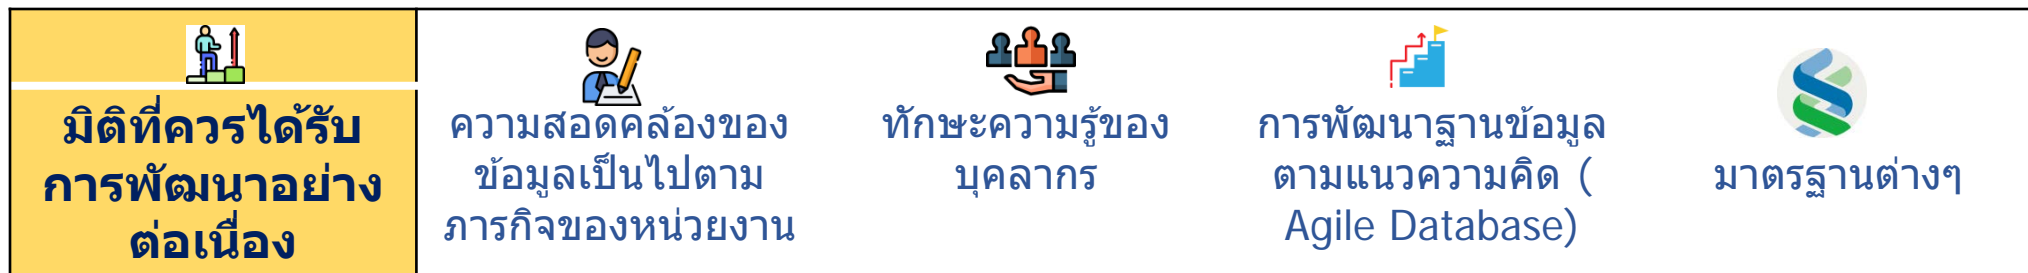 มิติที่ควรได้รับ
การพัฒนาอย่าง
ต่อเนื่อง
ความสอดคล้องของ
ข้อมูลเป็นไปตาม
ภารกิจของหน่วยงาน
ทักษะความรู้ของ
บุคลากร
การพัฒนาฐานข้อมูล
ตามแนวความคิด (
Agile Database)
มาตรฐานต่างๆ